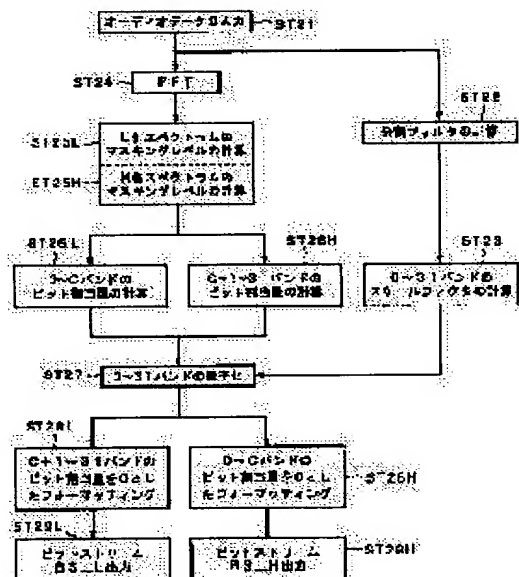 オーディオデータの入力
ST21
ST24
FFT
ST22
分割フィルタの計算
ST25L
L名スペクトラムの
マスキングレベルの計算
ST25H
H名スペクトラムの
マスキングレベルの計算
ST26L
ST26H
ST23
0~Cバンドの
ビット割当量の計算
C+1~31バンドの
ビット割当量の計算
0~31バンドの
スケールファクタの計算
ST27
0~31バンドの量子化
ST28L
C+1~31バンドの
ビット割当量を0とし
たフォーマッティング
0~Cバンドの
ビット割当量を0とし
たフォーマッティング
ST28H
ST29L
ビットストリーム
BS_L出力
ビットストリーム
BS_H出力
ST29H